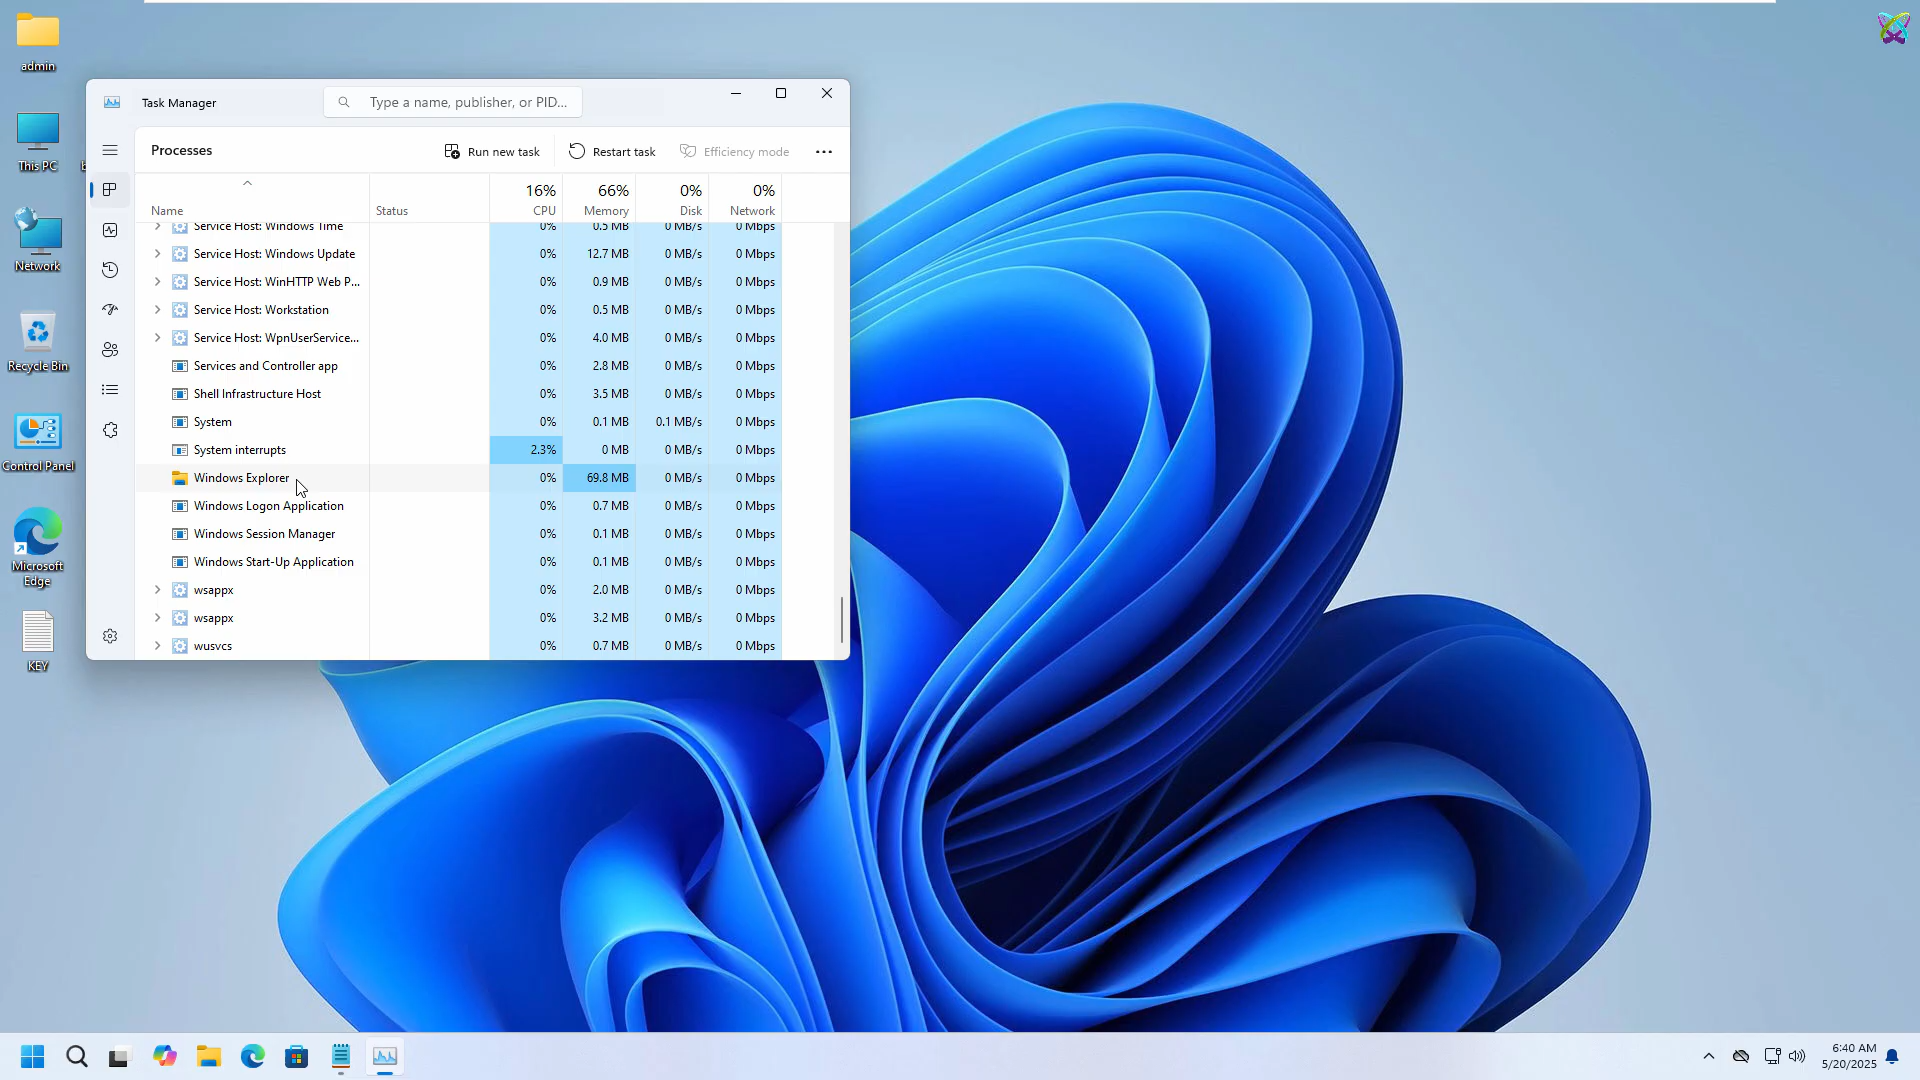 admin
This PC
Network
Recycle Bin
Control Panel
Microsoft
Edge
KEY
Task Manager
Type a name, publisher, or PID...
Processes
Run new task
Restart task
Efficiency mode
16% 66% 0% 0%
Name Status CPU Memory Disk Network
Service Host: Windows Time 0% 0.5 MB 0 MB/s 0 Mbps
Service Host: Windows Update 0% 12.7 MB 0 MB/s 0 Mbps
Service Host: WinHTTP Web P... 0% 0.9 MB 0 MB/s 0 Mbps
Service Host: Workstation 0% 0.5 MB 0 MB/s 0 Mbps
Service Host: WpnUserService... 0% 4.0 MB 0 MB/s 0 Mbps
Services and Controller app 0% 2.8 MB 0 MB/s 0 Mbps
Shell Infrastructure Host 0% 3.5 MB 0 MB/s 0 Mbps
System 0% 0.1 MB 0.1 MB/s 0 Mbps
System interrupts 2.3% 0 MB 0 MB/s 0 Mbps
Windows Explorer 0% 69.8 MB 0 MB/s 0 Mbps
Windows Logon Application 0% 0.7 MB 0 MB/s 0 Mbps
Windows Session Manager 0% 0.1 MB 0 MB/s 0 Mbps
Windows Start-Up Application 0% 0.1 MB 0 MB/s 0 Mbps
wsappx 0% 2.0 MB 0 MB/s 0 Mbps
wsappx 0% 3.2 MB 0 MB/s 0 Mbps
wusvcs 0% 0.7 MB 0 MB/s 0 Mbps
6:40 AM
5/20/2025